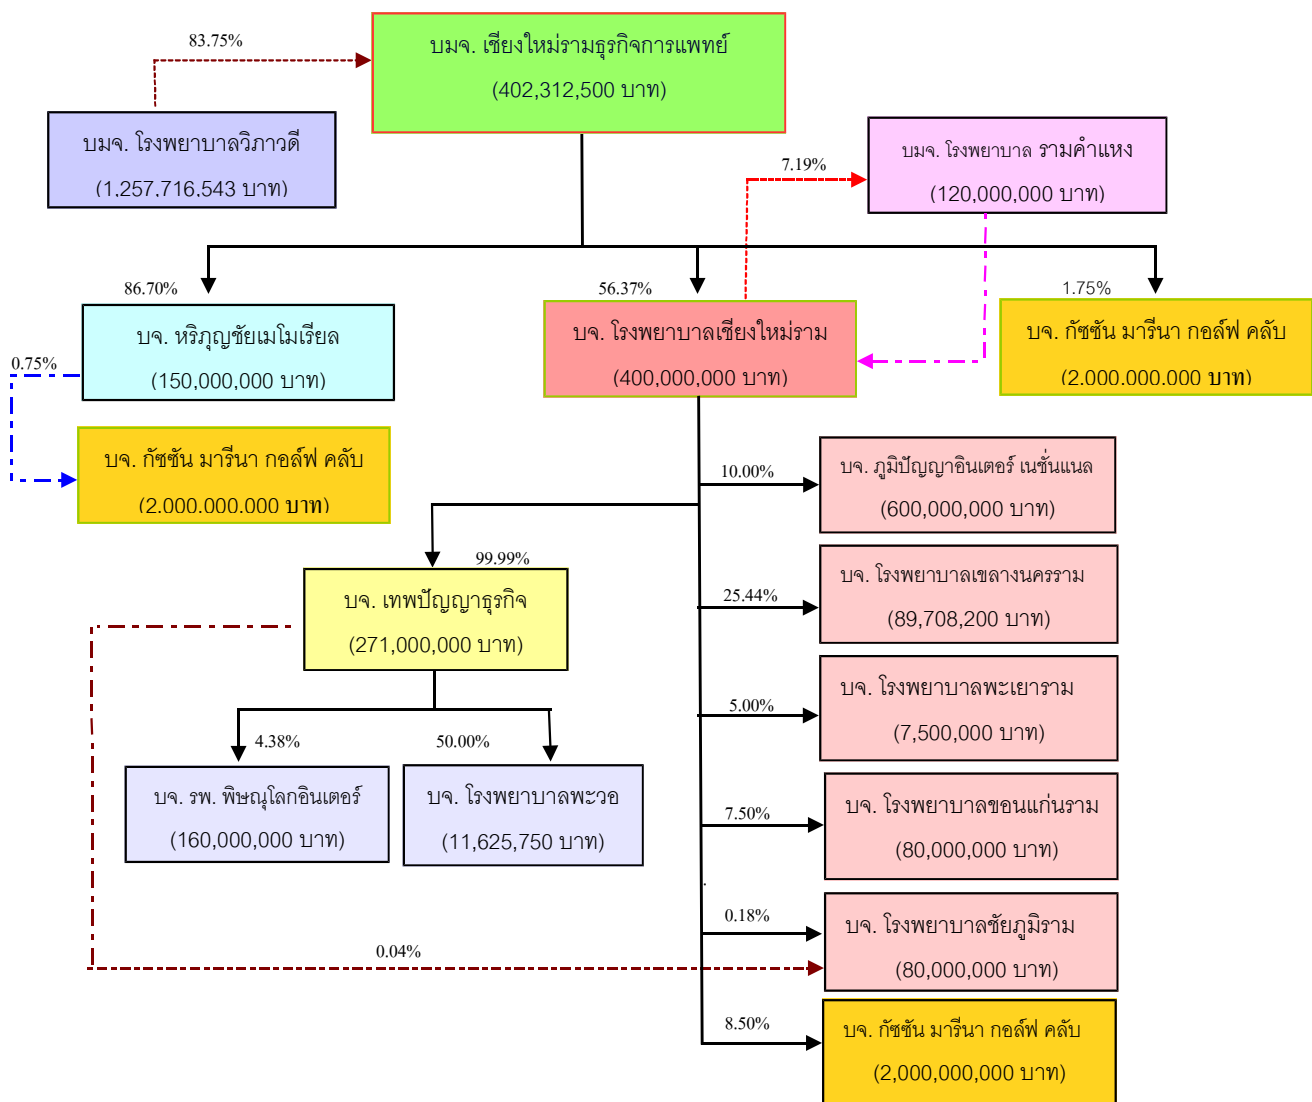 83.75%
บมจ. เชียงใหม่รามธุรกิจการแพทย์
(402,312,500 บาท)
บมจ. โรงพยาบาลวิภาวดี
(1,257,716,543 บาท)
7.19%
บมจ. โรงพยาบาล รามคำแหง
(120,000,000 บาท)
86.70%
บจ. หริภุญชัยเมโมเรียล
(150,000,000 บาท)
56.37%
บจ. โรงพยาบาลเชียงใหม่ราม
(400,000,000 บาท)
1.75%
บจ. กัซซัน มารีนา กอล์ฟ คลับ
(2.000.000.000 บาท)
0.75%
บจ. กัซซัน มารีนา กอล์ฟ คลับ
(2.000.000.000 บาท)
10.00%
บจ. ภูมิปัญญาอินเตอร์ เนชั่นแนล
(600,000,000 บาท)
99.99%
บจ. เทพปัญญาธุรกิจ
(271,000,000 บาท)
25.44%
บจ. โรงพยาบาลเขลางนครราม
(89,708,200 บาท)
5.00%
บจ. โรงพยาบาลพะเยาราม
(7,500,000 บาท)
4.38%
บจ. รพ. พิษณุโลกอินเตอร์
(160,000,000 บาท)
50.00%
บจ. โรงพยาบาลพะวอ
(11,625,750 บาท)
7.50%
บจ. โรงพยาบาลขอนแก่นราม
(80,000,000 บาท)
0.18%
บจ. โรงพยาบาลชัยภูมิราม
(80,000,000 บาท)
0.04%
8.50%
บจ. กัซซัน มารีนา กอล์ฟ คลับ
(2,000,000,000 บาท)